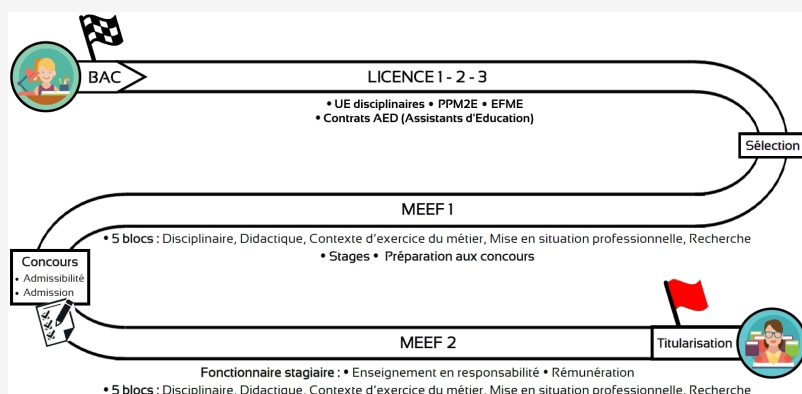 BAC
LICENCE 1 - 2 - 3
• UE disciplinaires • PPM2E • EFME
• Contrats AED (Assistants d'Education)
Sélection
MEEF 1
• 5 blocs : Disciplinaire, Didactique, Contexte d'exercice du métier, Mise en situation professionnelle, Recherche
• Stages • Préparation aux concours
Concours
• Admissibilité
• Admission
MEEF 2
Titularisation
Fonctionnaire stagiaire : • Enseignement en responsabilité • Rémunération
• 5 blocs : Disciplinaire, Didactique, Contexte d'exercice du métier, Mise en situation professionnelle, Recherche